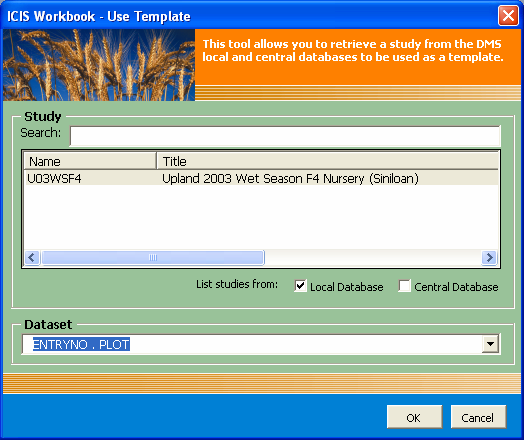 ICIS Workbook - Use Template
This tool allows you to retrieve a study from the DMS
local and central databases to be used as a template.
Study
Search:
Name Title
U03WSF4 Upland 2003 Wet Season F4 Nursery (Siniloan)
List studies from: Local Database Central Database
Dataset
ENTRYNO . PLOT
OK Cancel